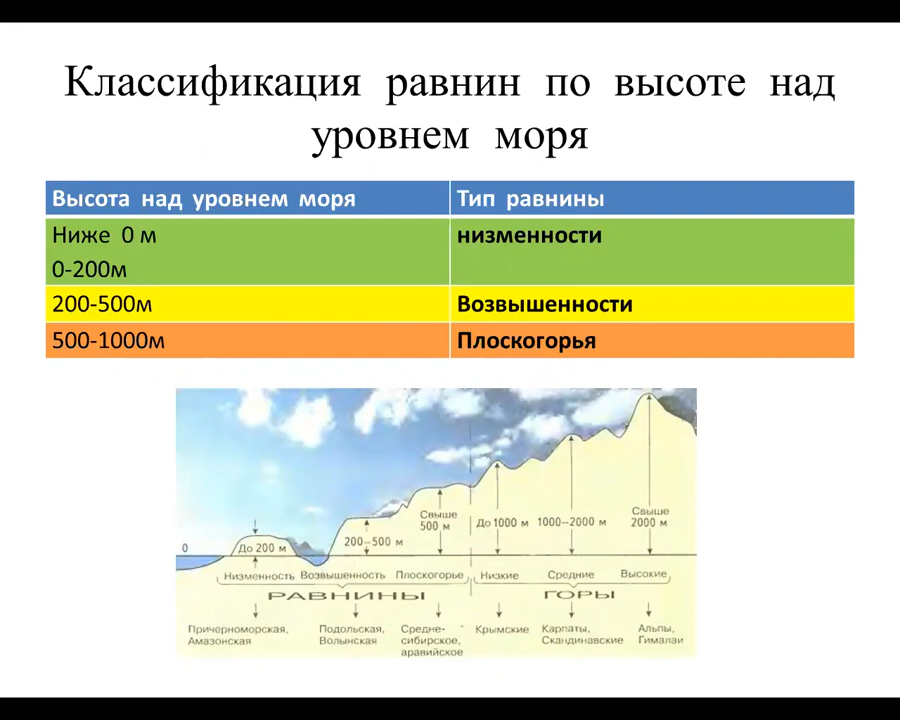 Классификация равнин по высоте над
уровнем моря
Высота над уровнем моря
Тип равнины
Ниже 0 м
0-200м
низменности
200-500м
Возвышенности
500-1000м
Плоскогорья
0
До 200 м
200–500 м
Свыше
500 м
До 1000 м
1000–2000 м
Свыше
2000 м
Низменность
Возвышенность
Плоскогорье
Низкие
Средние
Высокие
РАВНИНЫ
ГОРЫ
Причерноморская,
Амазонская
Подольская,
Волынская
Средне-
сибирское,
аравийское
Крымские
Карпаты,
Скандинавские
Альпы,
Гималаи